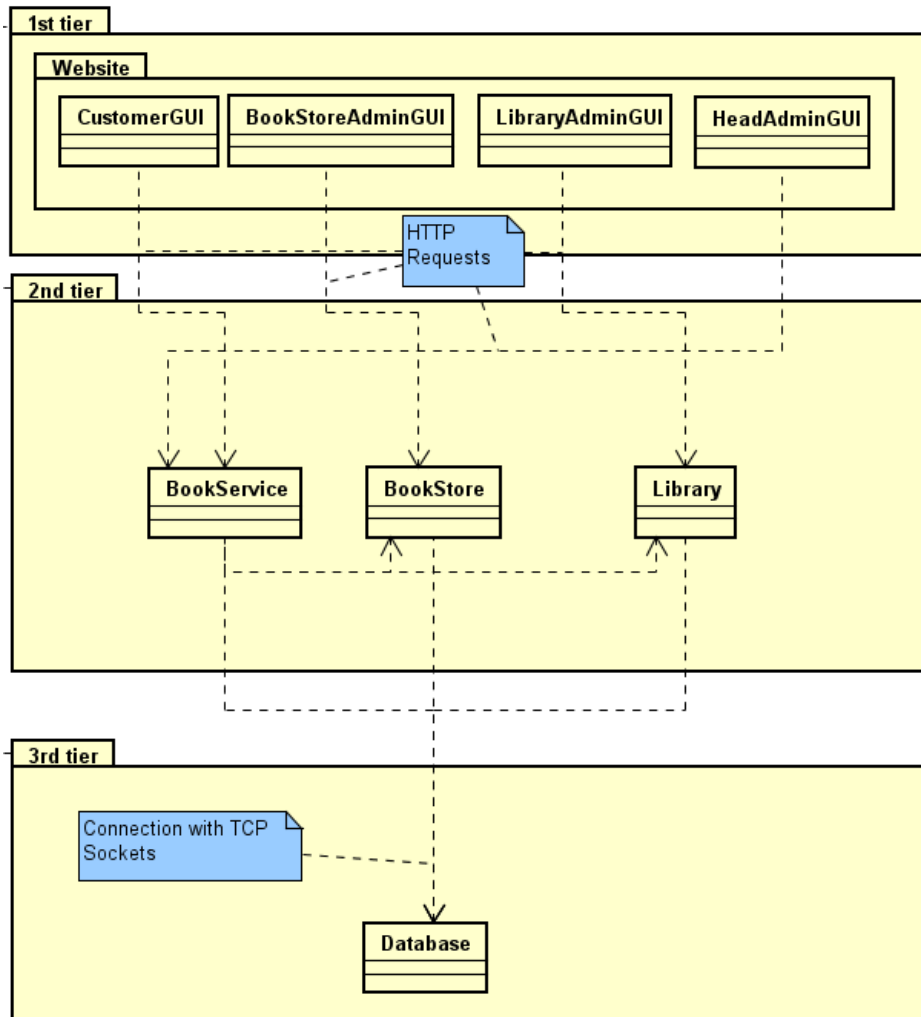 1st tier
Website
CustomerGUI
BookStoreAdminGUI
LibraryAdminGUI
HeadAdminGUI
HTTP
Requests
2nd tier
BookService
BookStore
Library
3rd tier
Connection with TCP
Sockets
Database